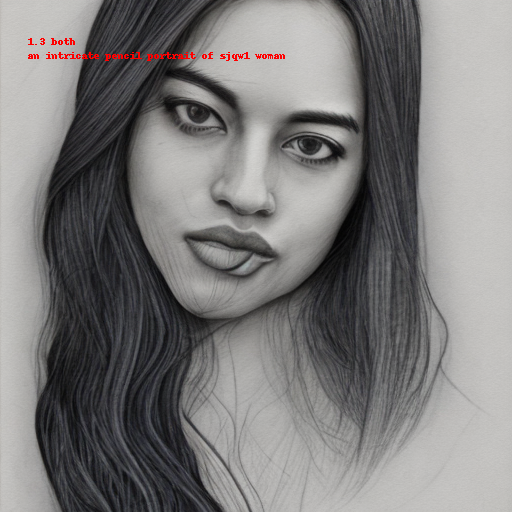 1.3 both
an intricate pencil portrait of sjqw1 woman